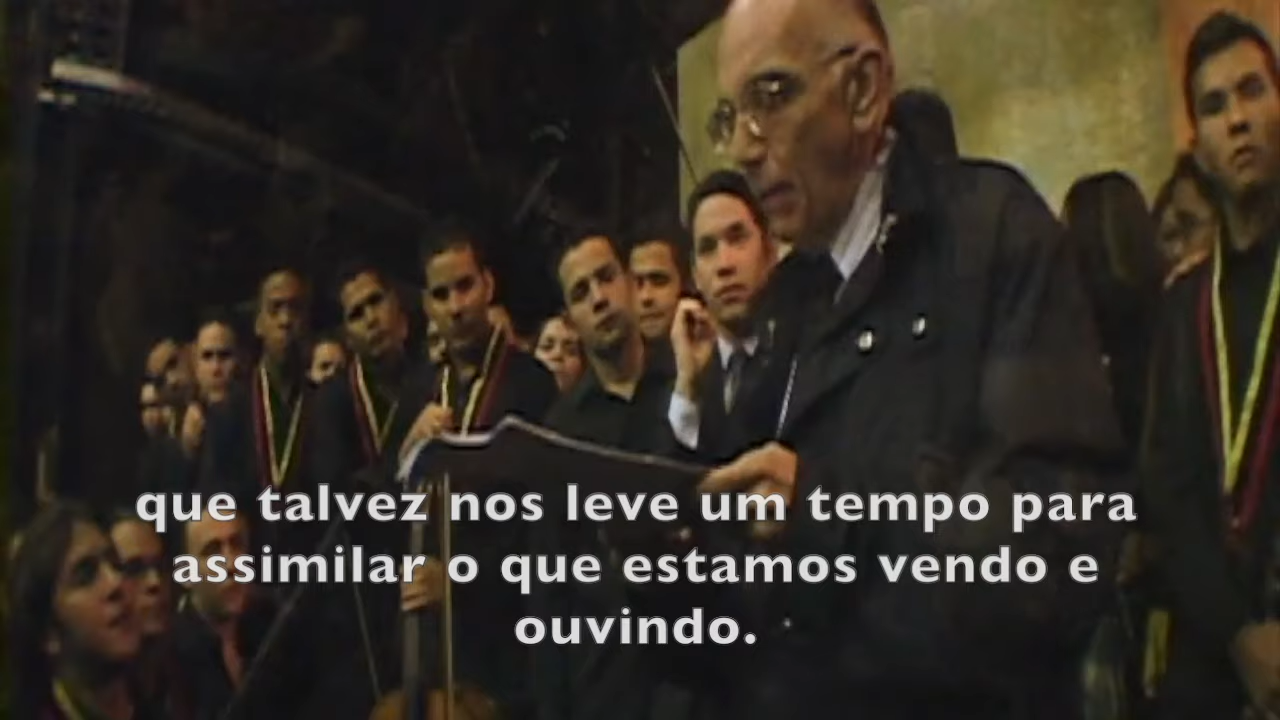 que talvez nos leve um tempo para
assimilar o que estamos vendo e
ouvindo.